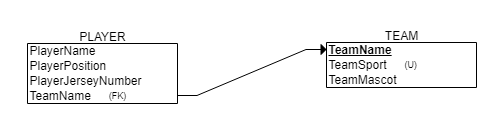 PLAYER
PlayerName
PlayerPosition
PlayerJerseyNumber
TeamName (FK)
TEAM
TeamName
TeamSport (U)
TeamMascot